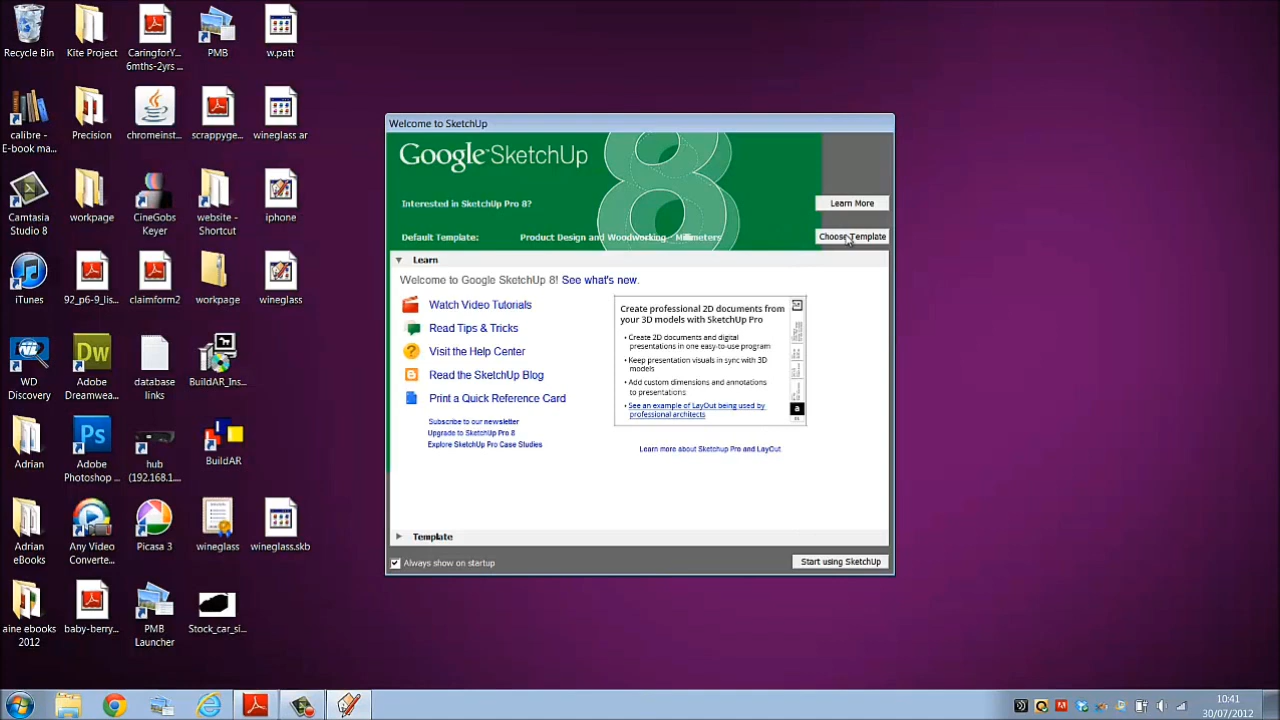 Recycle Bin
Kite Project
CaringforY...
6mths-2yrs ...
PMB
w.patt
calibre -
E-book ma...
Precision
chromeinst...
scrappyge...
wineglass ar
Camtasia
Studio 8
workpage
CineGobs
Keyer
website -
Shortcut
iphone
iTunes
92_p6-9_lis...
claimform2
workpage
wineglass
WD
Discovery
Adobe
Dreamwea...
database
links
BuildAR_Ins...
Adrian
Adobe
Photoshop ...
hub
(192.168.1...
BuildAR
Adrian
eBooks
Any Video
Converte...
Picasa 3
wineglass
wineglass.skb
aine ebooks
2012
baby-berry...
PMB
Launcher
Stock_car_si...
Welcome to SketchUp
Google SketchUp
8
Interested in SketchUp Pro 8?
Learn More
Default Template:
Product Design and Woodworking - Millimeters
Choose Template
Learn
Welcome to Google SketchUp 8! See what's new.
Watch Video Tutorials
Read Tips & Tricks
Visit the Help Center
Read the SketchUp Blog
Print a Quick Reference Card
Subscribe to our newsletter
Upgrade to SketchUp Pro 8
Explore SketchUp Pro Case Studies
Create professional 2D documents from
your 3D models with SketchUp Pro
• Create 2D documents and digital
presentations in one easy-to-use program
• Keep presentation visuals in sync with 3D
models
• Add custom dimensions and annotations
to presentations
• See an example of LayOut being used by
professional architects
a
Learn more about Sketchup Pro and LayOut
Template
Always show on startup
Start using SketchUp
10:41
30/07/2012